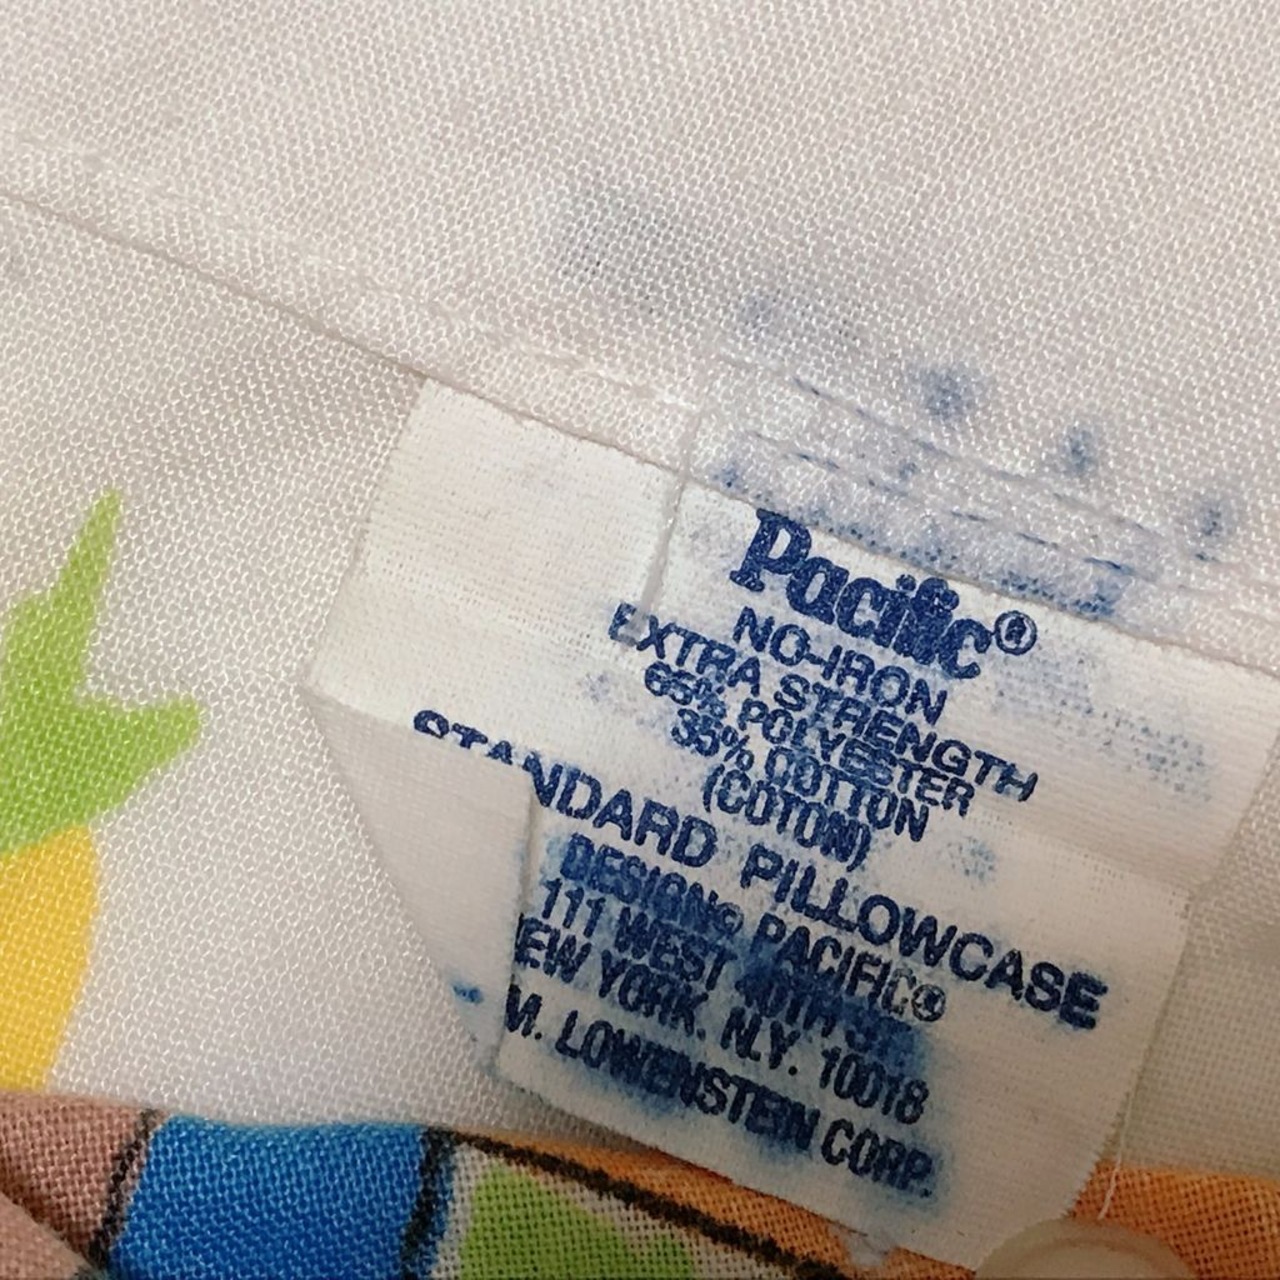 Pacific®
NO-IRON
EXTRA STRENGTH
65% POLYESTER
35% COTTON
(COTON)
STANDARD PILLOWCASE
DESIGN© PACIFIC®
111 WEST 40TH ST.
NEW YORK. N.Y. 10018
M. LOWENSTEIN CORP.